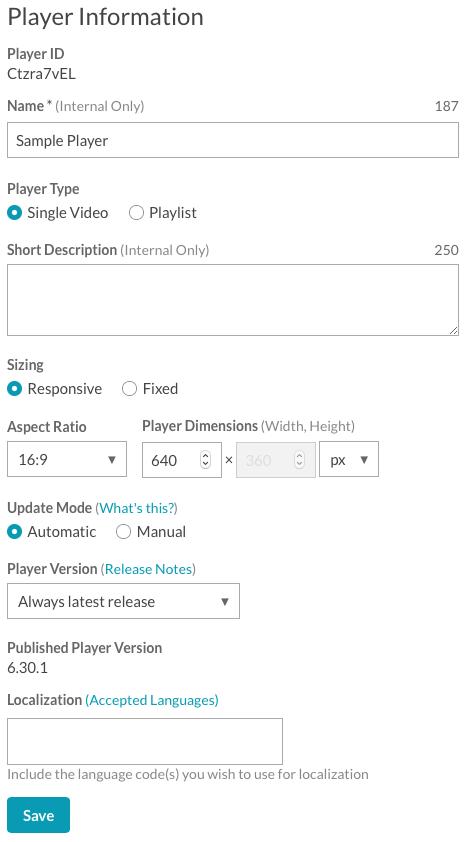 Player Information
Player ID
Ctzra7vEL
Name * (Internal Only) 187
Sample Player
Player Type
Single Video Playlist
Short Description (Internal Only) 250
Sizing
Responsive Fixed
Aspect Ratio Player Dimensions (Width, Height)
16:9 640 × 360 px
Update Mode (What's this?)
Automatic Manual
Player Version (Release Notes)
Always latest release
Published Player Version
6.30.1
Localization (Accepted Languages)
Include the language code(s) you wish to use for localization
Save